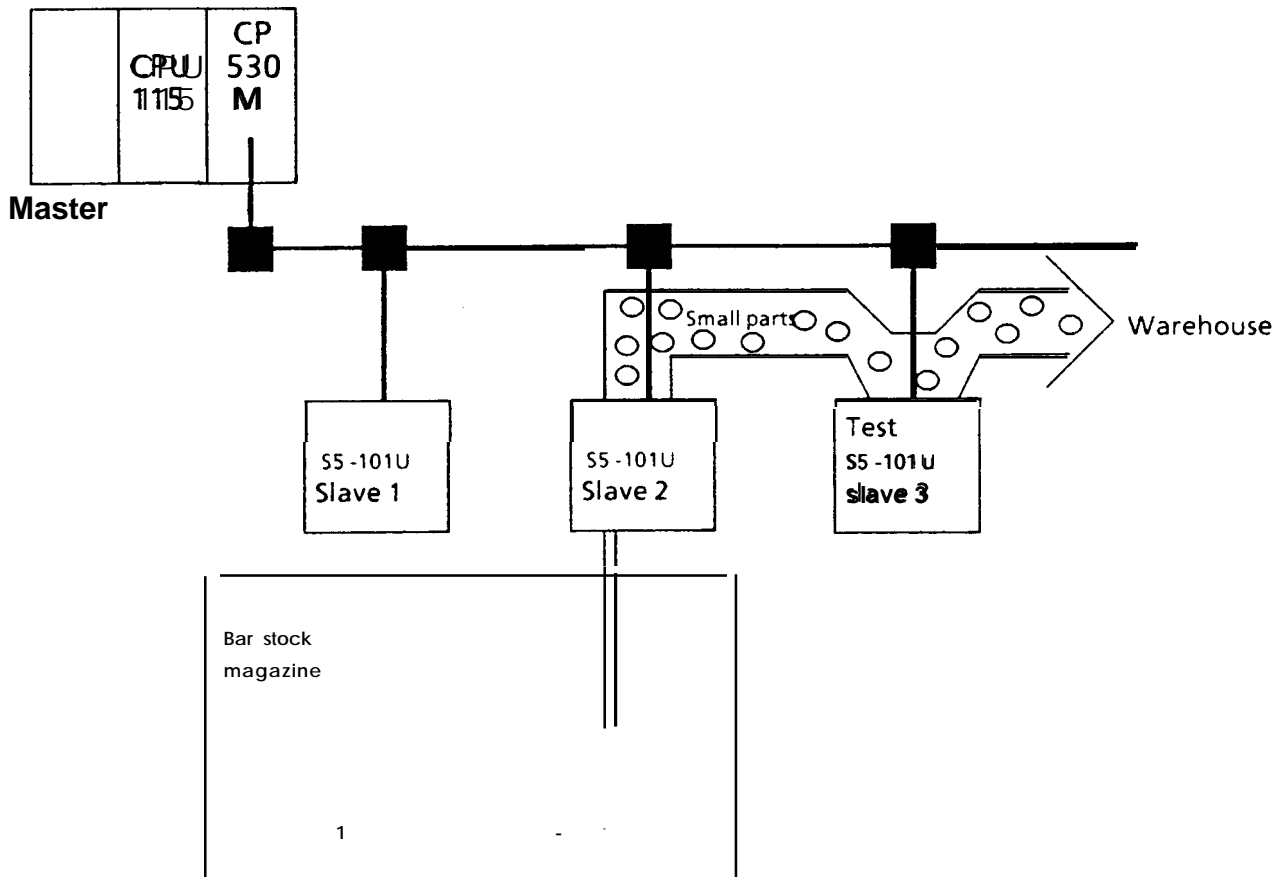 CP
530
M
CPU
115
Master
Small parts
Warehouse
S5-101U
Slave 1
S5-101U
Slave 2
Test
S5-101u
slave 3
Bar stock
magazine
1
-